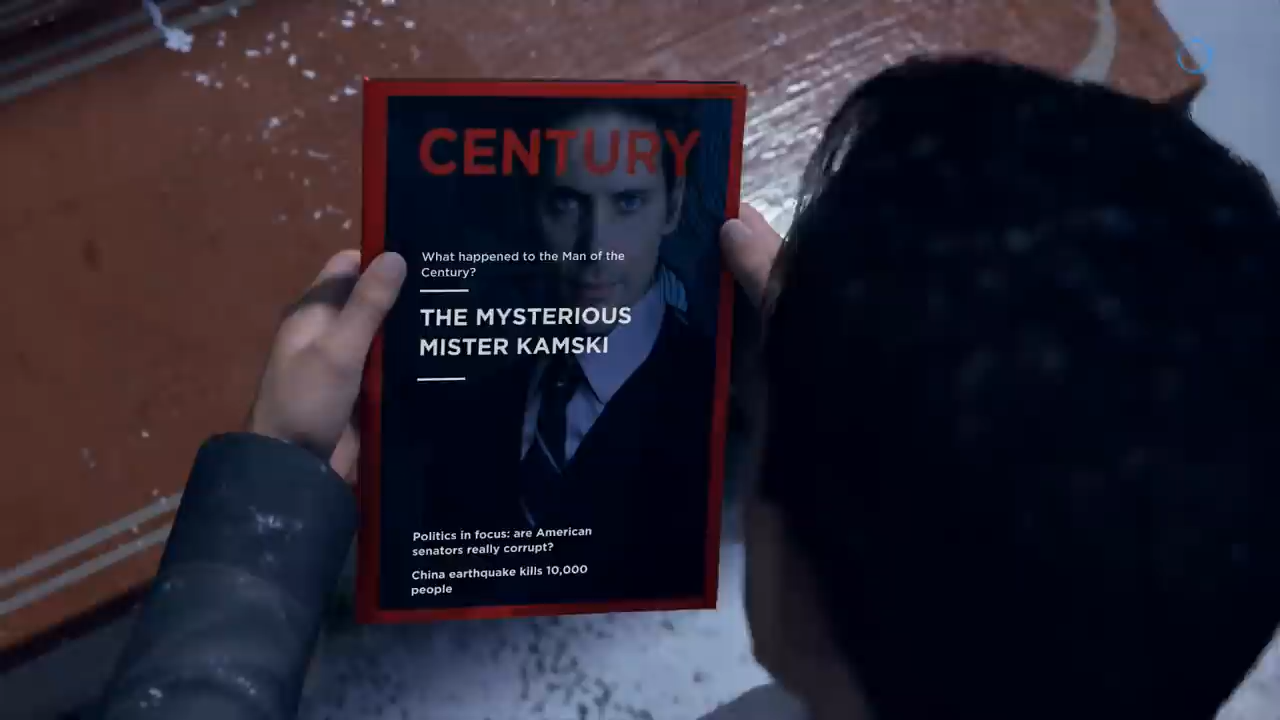 CENTURY
What happened to the Man of the
Century?
THE MYSTERIOUS
MISTER KAMSKI
Politics in focus: are American
senators really corrupt?
China earthquake kills 10,000
people